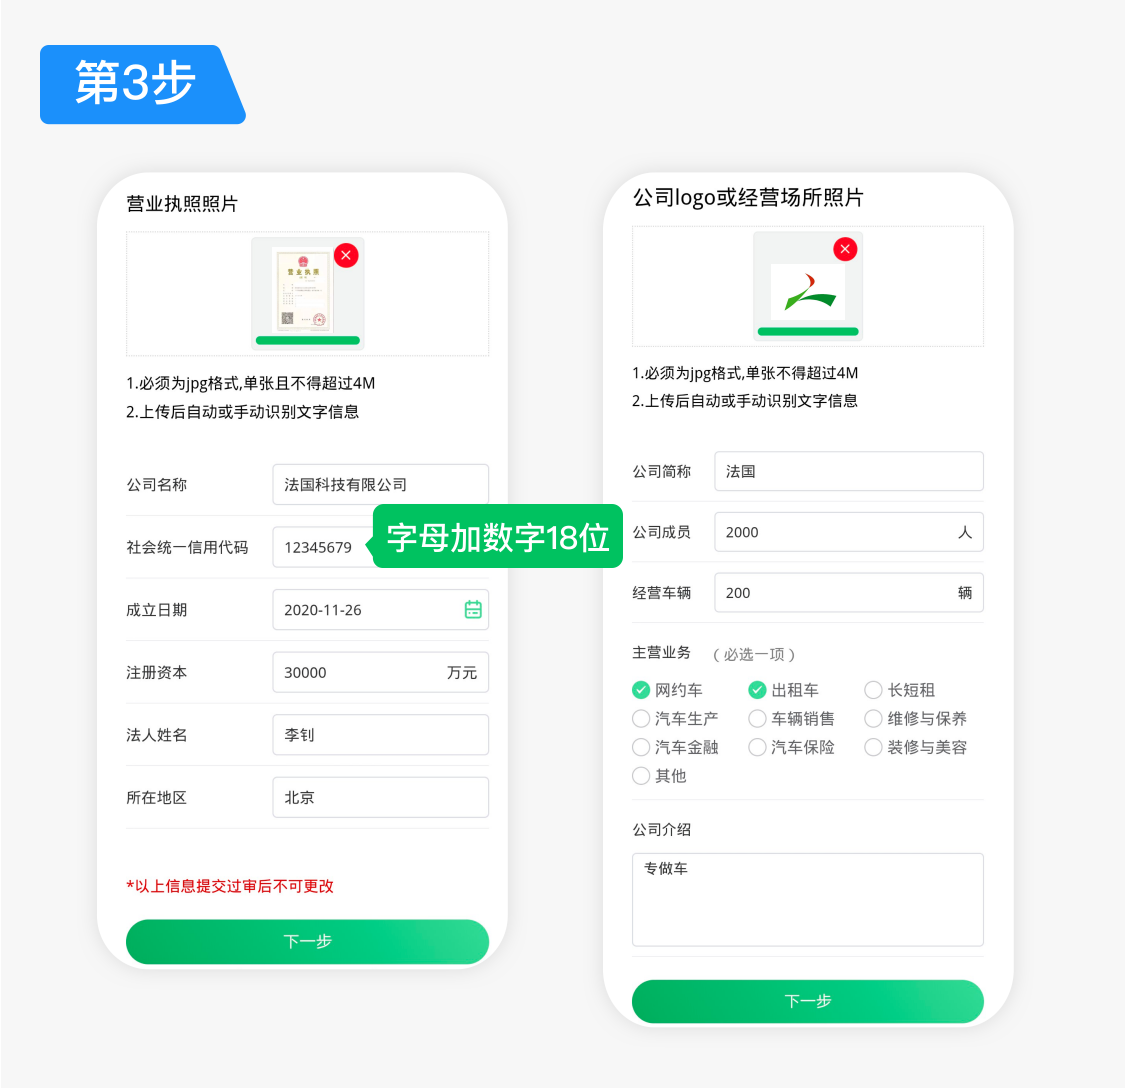 第3步
营业执照照片
营业执照
1.必须为jpg格式,单张且不得超过4M
2.上传后自动或手动识别文字信息
公司名称
法国科技有限公司
社会统一信用代码
12345679
字母加数字18位
成立日期
2020-11-26
注册资本
30000
万元
法人姓名
李钊
所在地区
北京
*以上信息提交过审后不可更改
下一步
公司logo或经营场所照片
1.必须为jpg格式,单张不得超过4M
2.上传后自动或手动识别文字信息
公司简称
法国
公司成员
2000
人
经营车辆
200
辆
主营业务
（必选一项）
网约车 出租车 长短租
汽车生产 车辆销售 维修与保养
汽车金融 汽车保险 装修与美容
其他
公司介绍
专做车
下一步